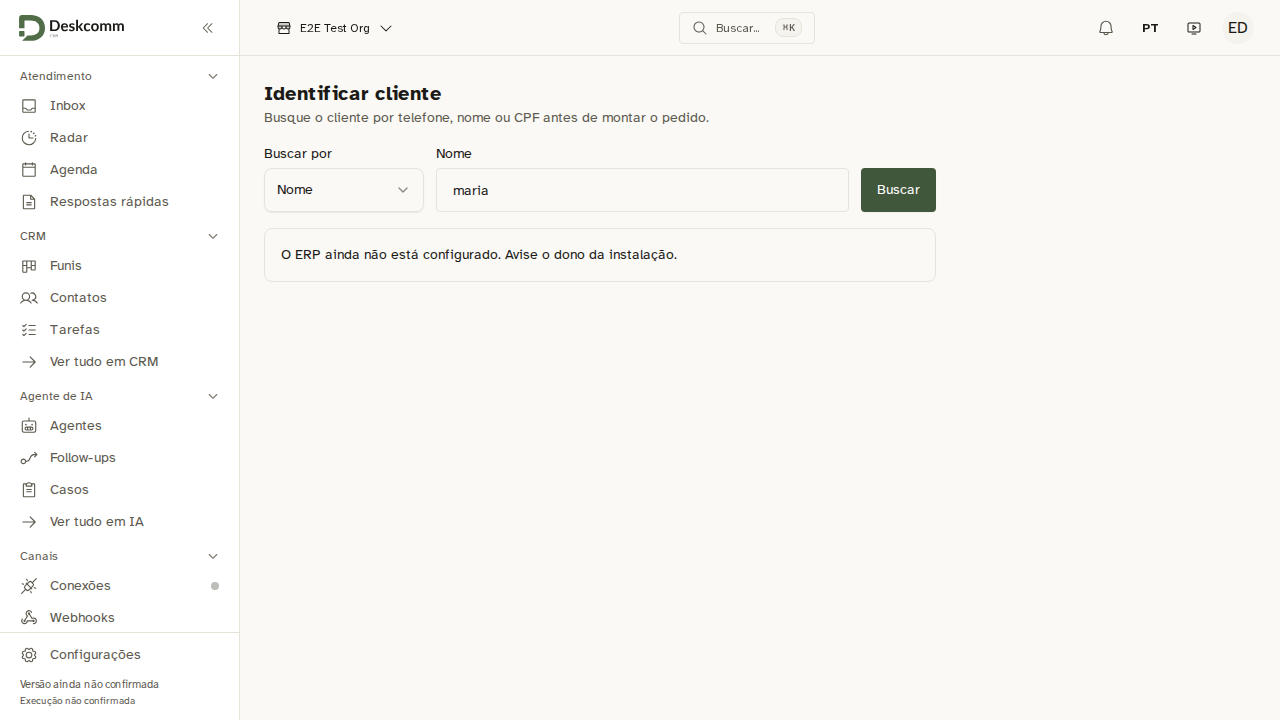 Deskcomm
E2E Test Org
Buscar...
⌘K
PT
ED
Atendimento
Inbox
Radar
Agenda
Respostas rápidas
CRM
Funis
Contatos
Tarefas
Ver tudo em CRM
Agente de IA
Agentes
Follow-ups
Casos
Ver tudo em IA
Canais
Conexões
Webhooks
Configurações
Versão ainda não confirmada
Execução não confirmada
Identificar cliente
Busque o cliente por telefone, nome ou CPF antes de montar o pedido.
Buscar por
Nome
Nome
maria
Buscar
O ERP ainda não está configurado. Avise o dono da instalação.